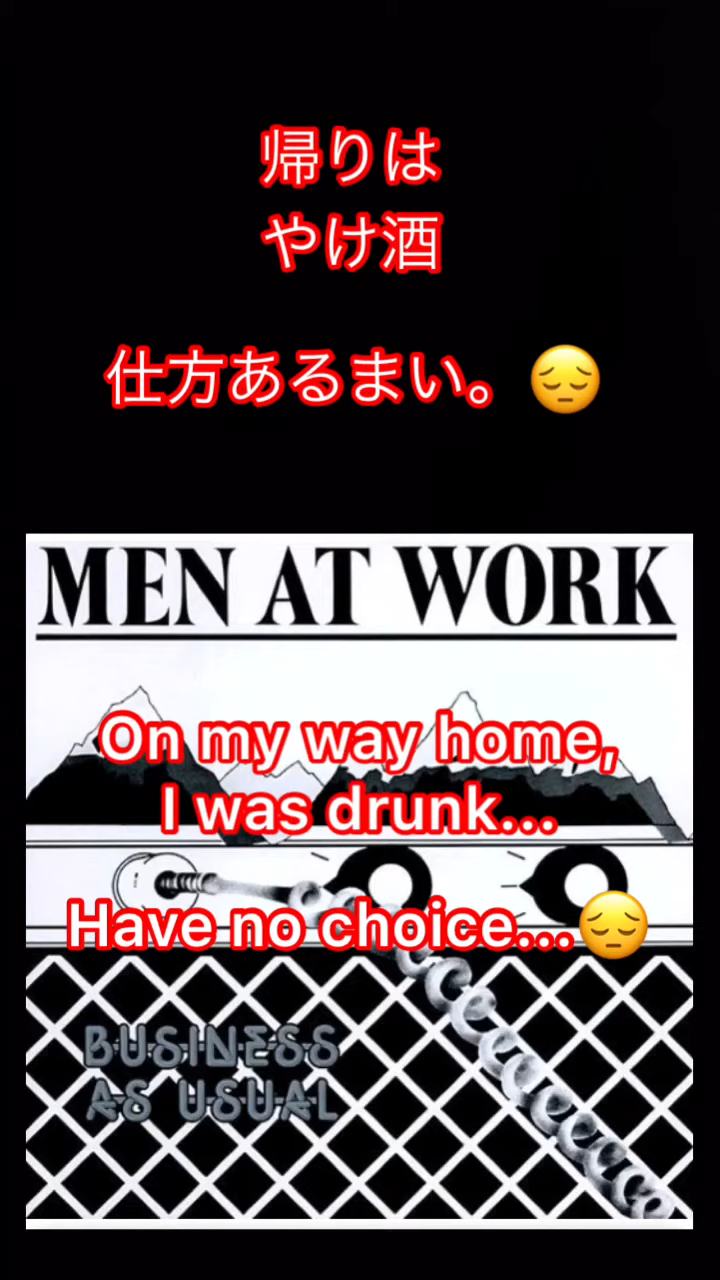 帰りは
やけ酒
仕方あるまい。😔
MEN AT WORK
On my way home,
I was drunk...
Have no choice...😔
BUSINESS
AS USUAL